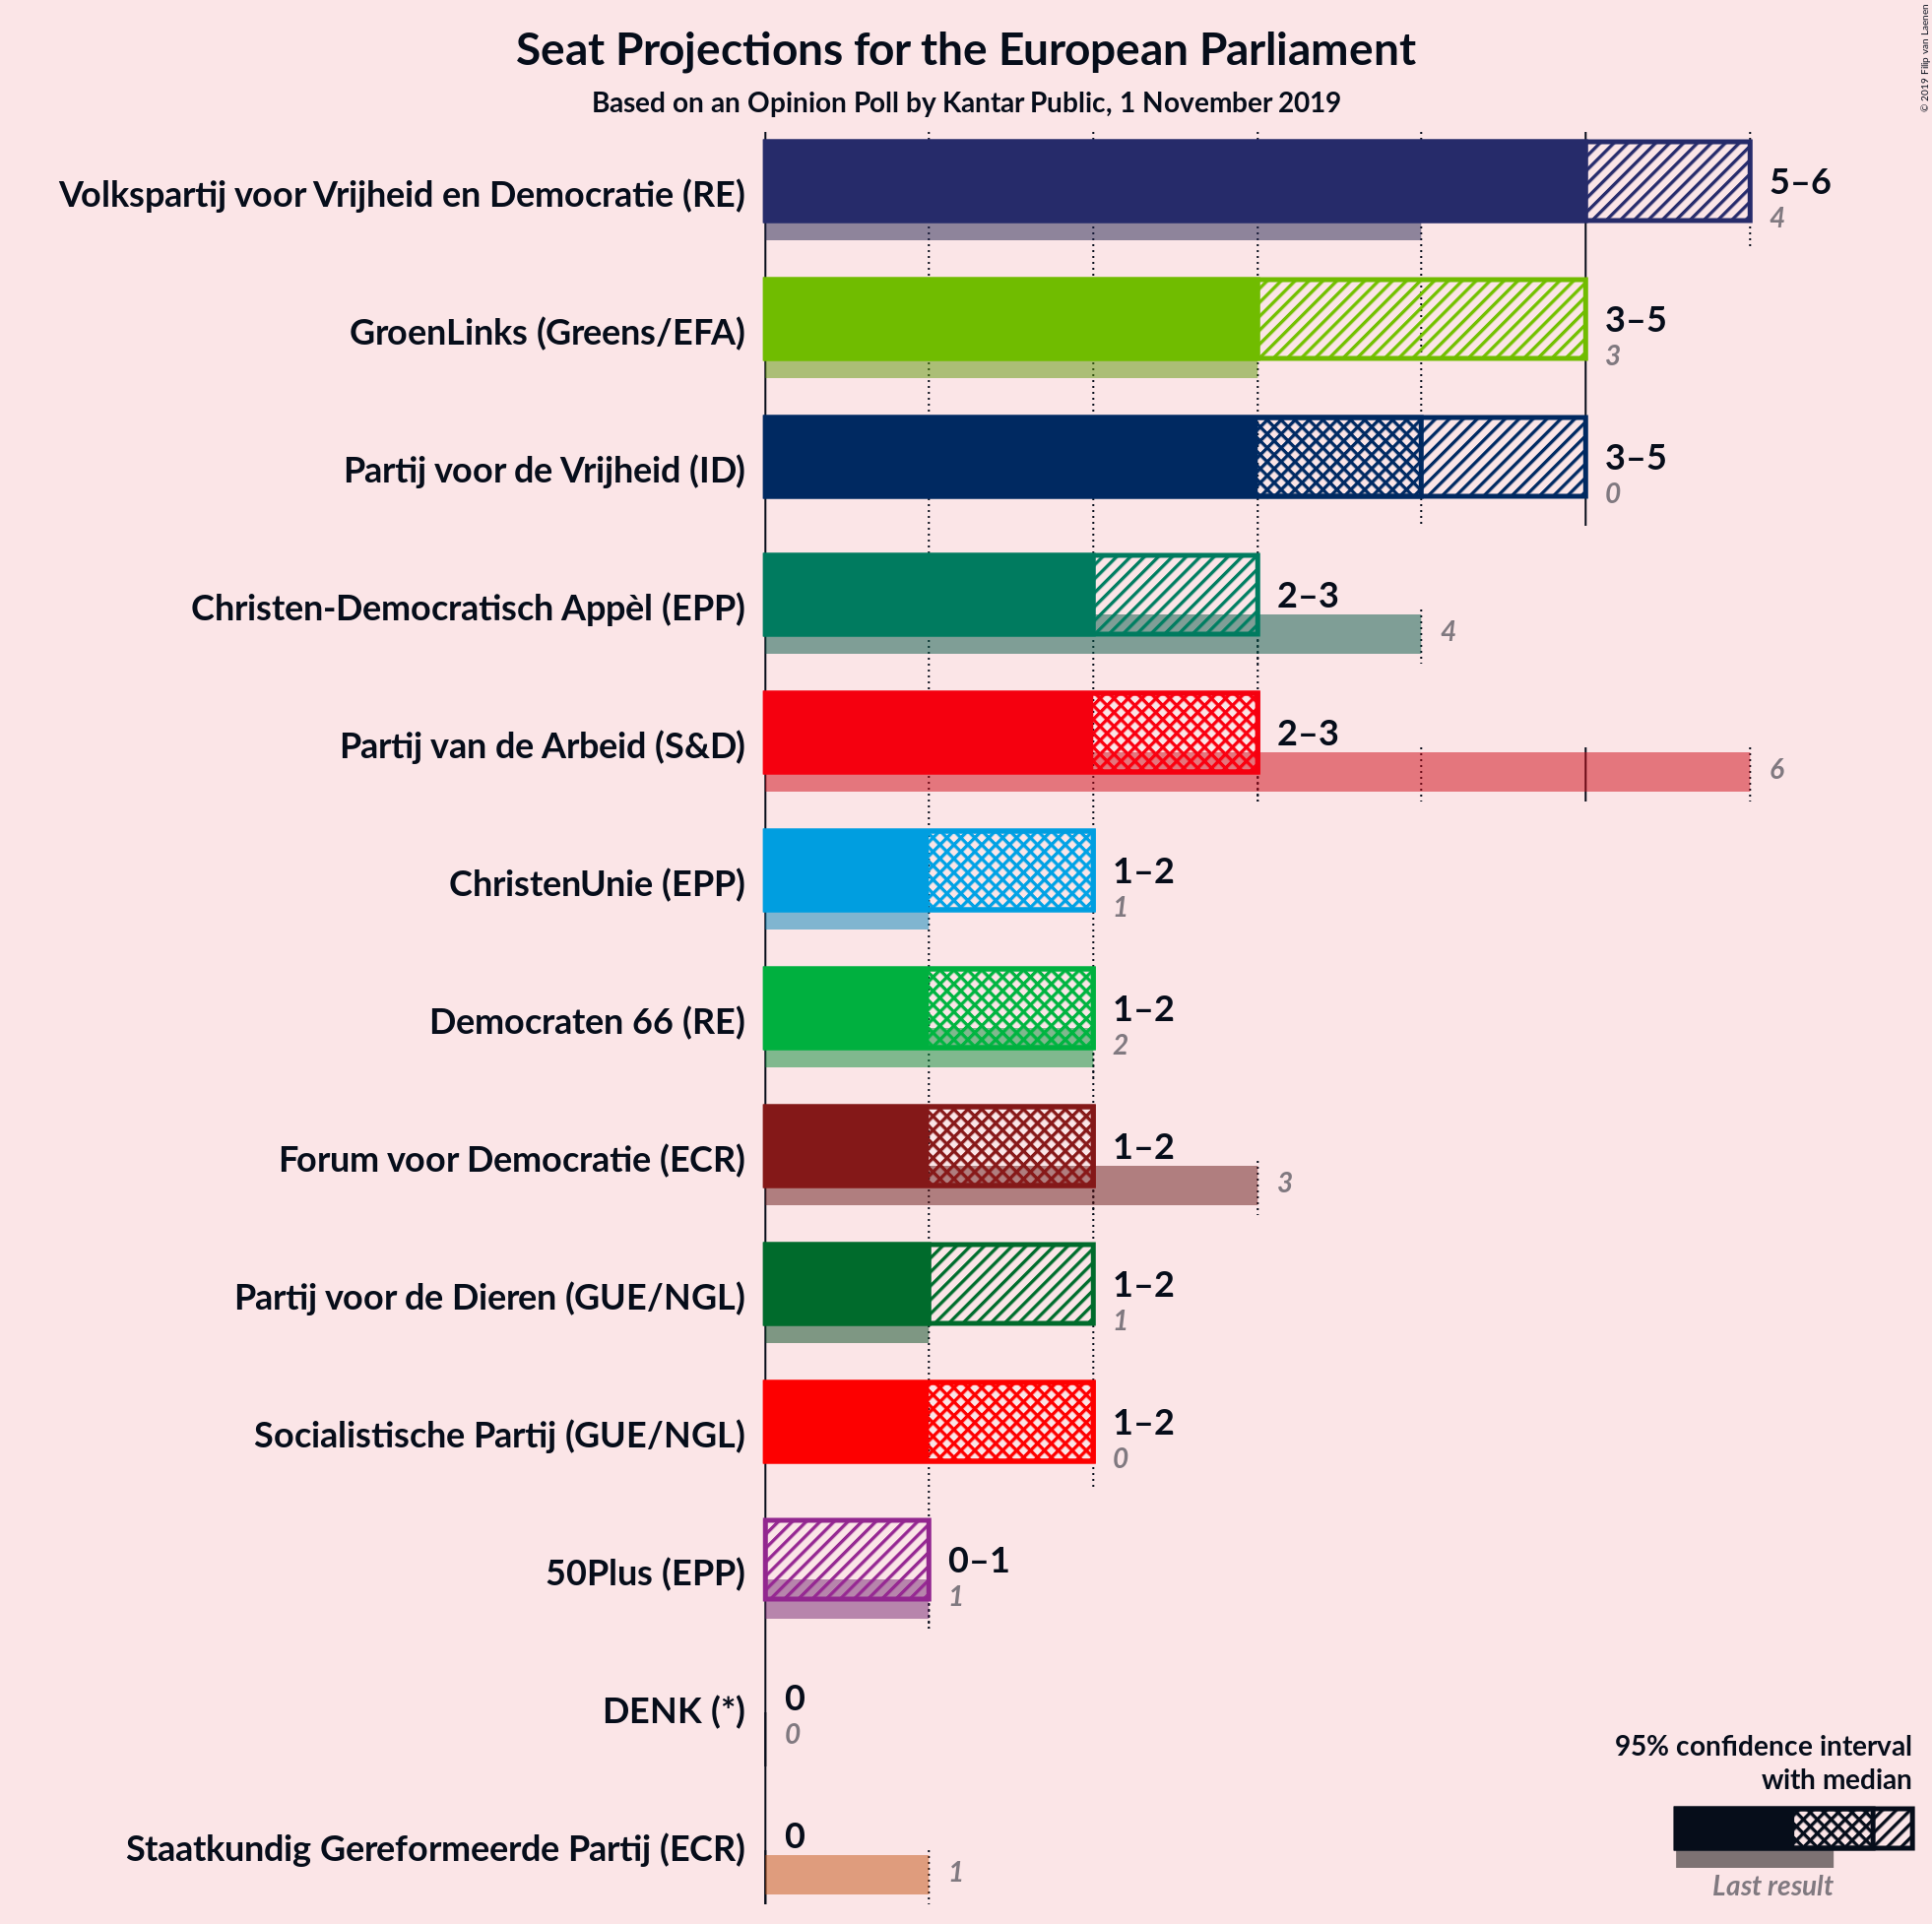 Seat Projections for the European Parliament
Based on an Opinion Poll by Kantar Public, 1 November 2019
© 2019 Filip van Laenen
Volkspartij voor Vrijheid en Democratie (RE)
5–6
4
GroenLinks (Greens/EFA)
3–5
3
Partij voor de Vrijheid (ID)
3–5
0
Christen-Democratisch Appèl (EPP)
2–3
4
Partij van de Arbeid (S&D)
2–3
6
ChristenUnie (EPP)
1–2
1
Democraten 66 (RE)
1–2
2
Forum voor Democratie (ECR)
1–2
3
Partij voor de Dieren (GUE/NGL)
1–2
1
Socialistische Partij (GUE/NGL)
1–2
0
50Plus (EPP)
0–1
1
DENK (*)
0
0
Staatkundig Gereformeerde Partij (ECR)
0
1
95% confidence interval
with median
Last result